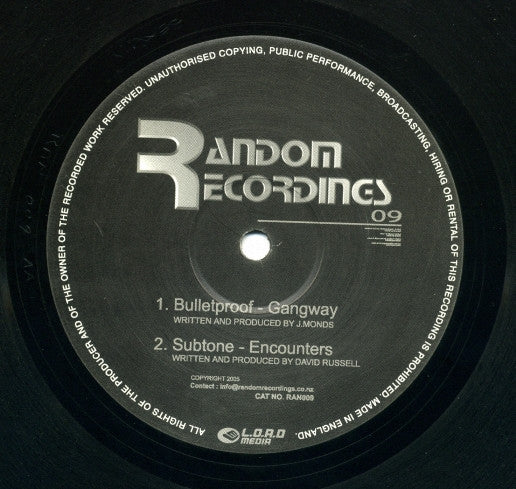 ALL RIGHTS OF THE PRODUCER AND OF THE OWNER OF THE RECORDED WORK RESERVED. UNAUTHORISED COPYING, PUBLIC PERFORMANCE, BROADCASTING, HIRING OR RENTAL OF THIS RECORDING IS PROHIBITED. MADE IN ENGLAND.
RANDOM
RECORDINGS
09
1. Bulletproof - Gangway
WRITTEN AND PRODUCED BY J.MONDS
2. Subtone - Encounters
WRITTEN AND PRODUCED BY DAVID RUSSELL
COPYRIGHT 2005
Contact : info@randomrecordings.co.nz
CAT NO. RAN009
L.O.A.D
MEDIA